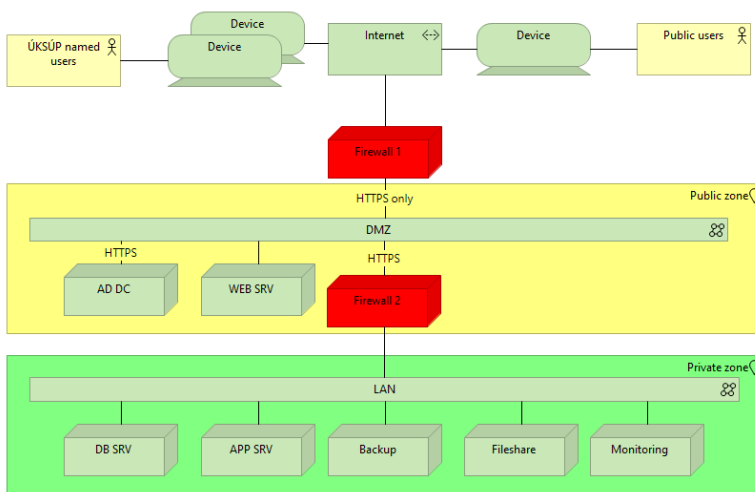 Device
ÚKSÚP named
users
Device
Internet
Device
Public users
Firewall 1
Public zone
HTTPS only
DMZ
HTTPS
HTTPS
AD DC
WEB SRV
Firewall 2
Private zone
LAN
DB SRV
APP SRV
Backup
Fileshare
Monitoring